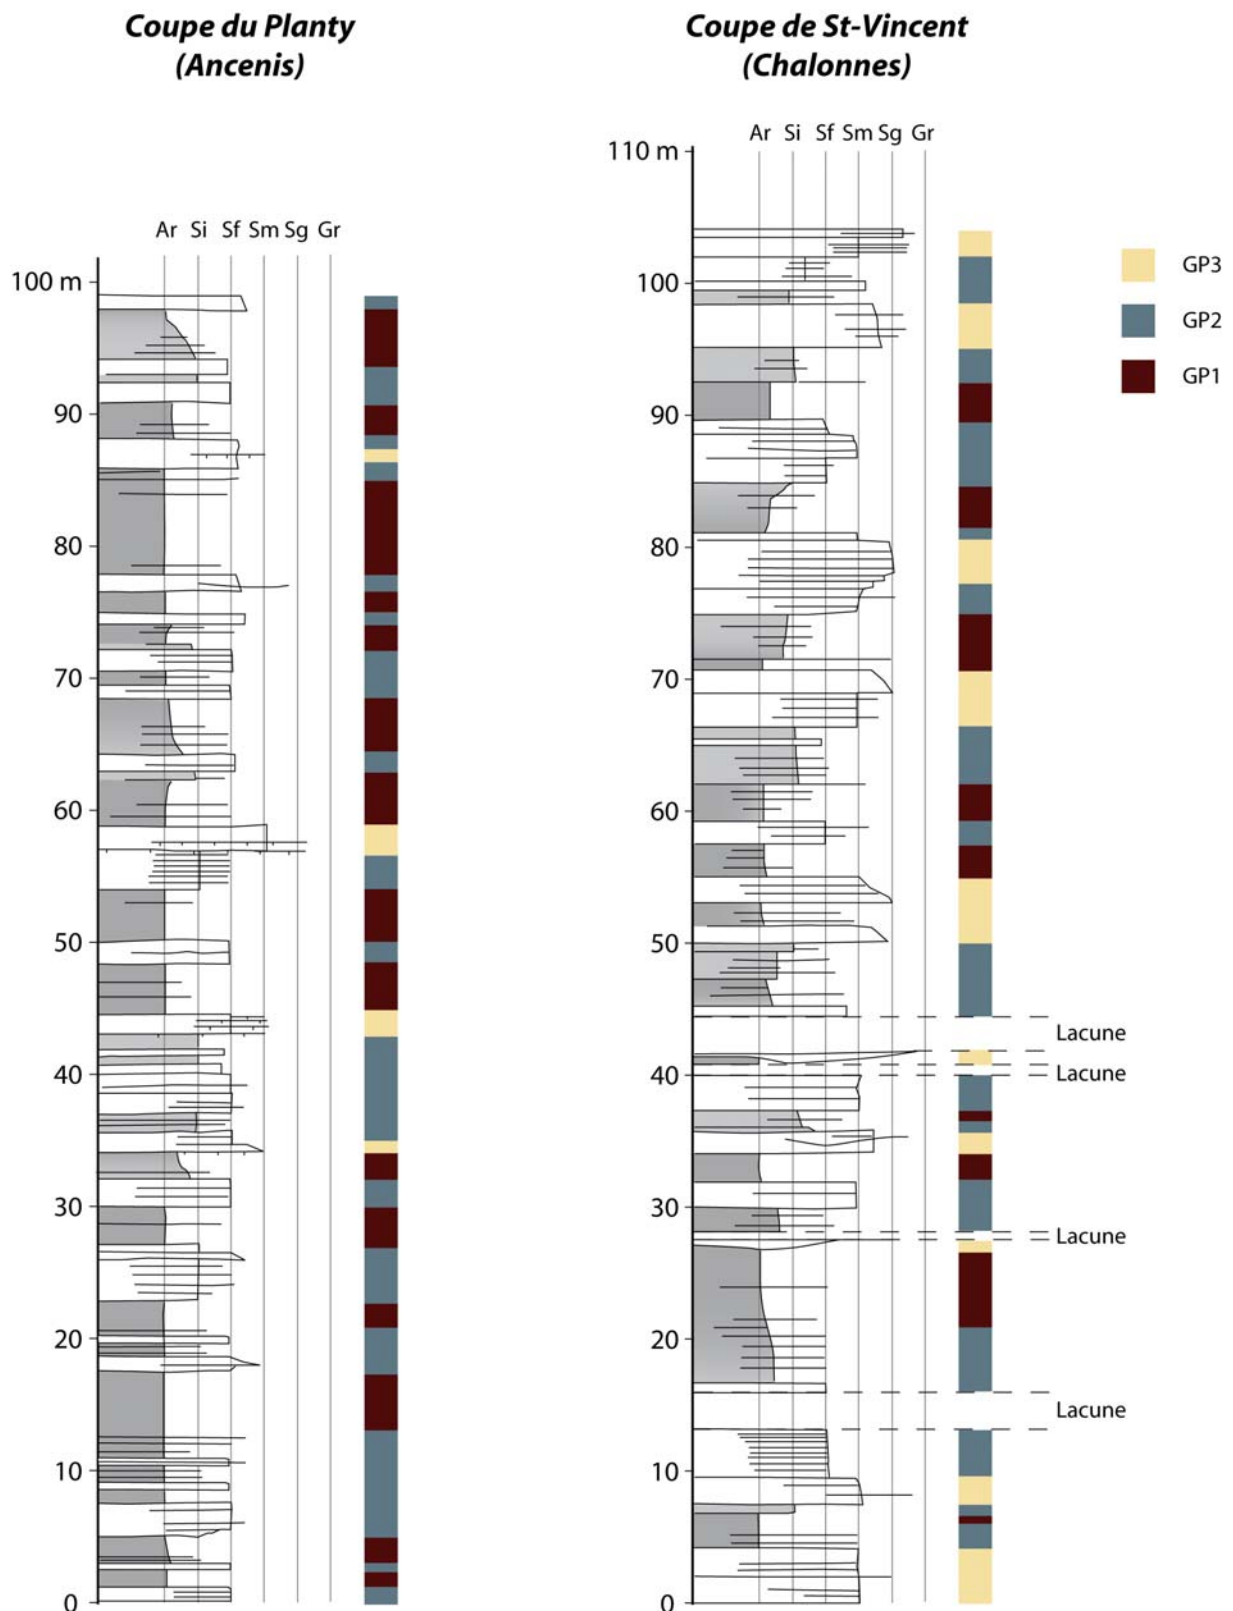 Coupe du Planty
(Ancenis)
Ar Si Sf Sm Sg Gr
100 m
90
80
70
60
50
40
30
20
10
0
Coupe de St-Vincent
(Chalonnes)
Ar Si Sf Sm Sg Gr
110 m
100
90
80
70
60
50
40
30
20
10
0
Lacune
Lacune
Lacune
Lacune
GP3
GP2
GP1